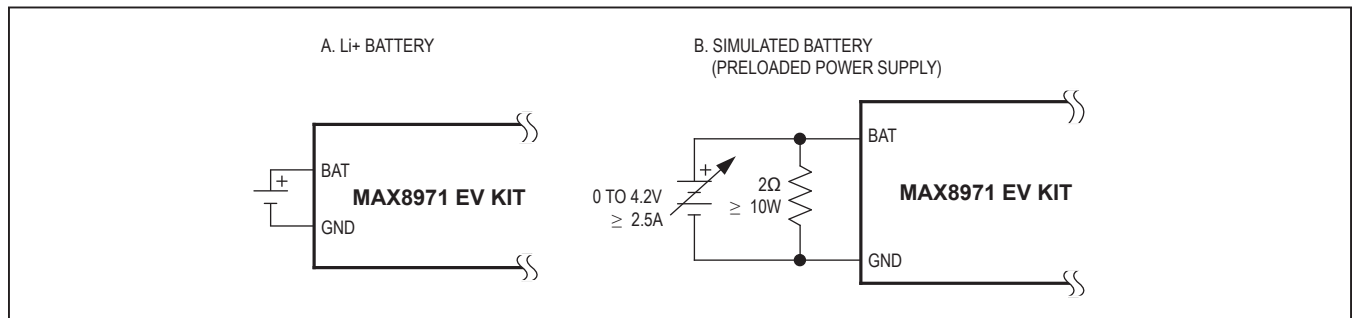 A. Li+ BATTERY
BAT
+
MAX8971 EV KIT
GND
B. SIMULATED BATTERY
(PRELOADED POWER SUPPLY)
BAT
+
0 TO 4.2V
≥ 2.5A
2Ω
≥ 10W
MAX8971 EV KIT
GND